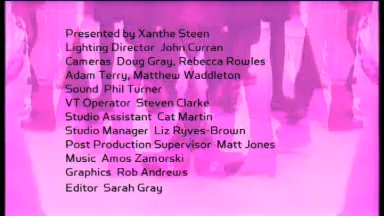 Presented by Xanthe Steen
Lighting Director John Curran
Cameras Doug Gray, Rebecca Rowles
Adam Terry, Matthew Waddleton
Sound Phil Turner
VT Operator Steven Clarke
Studio Assistant Cat Martin
Studio Manager Liz Ryves-Brown
Post Production Supervisor Matt Jones
Music Amos Zamorski
Graphics Rob Andrews
Editor Sarah Gray